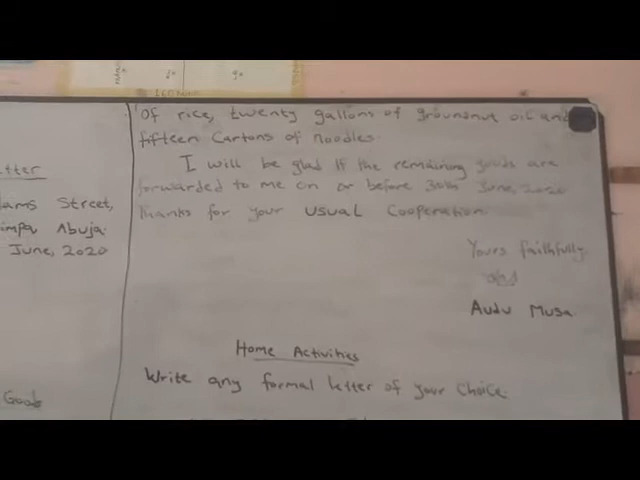 etter
ams Street,
impa Abuja.
June, 2020
Goods
Of rice, twenty gallons of groundnut oil and
fifteen Cartons of noodles.
I will be glad if the remaining goods are
forwarded to me on or before 30th June, 2020
thanks for your usual Cooperation.
Yours faithfully
Audu Musa
Home Activities
Write any formal letter of your choice.